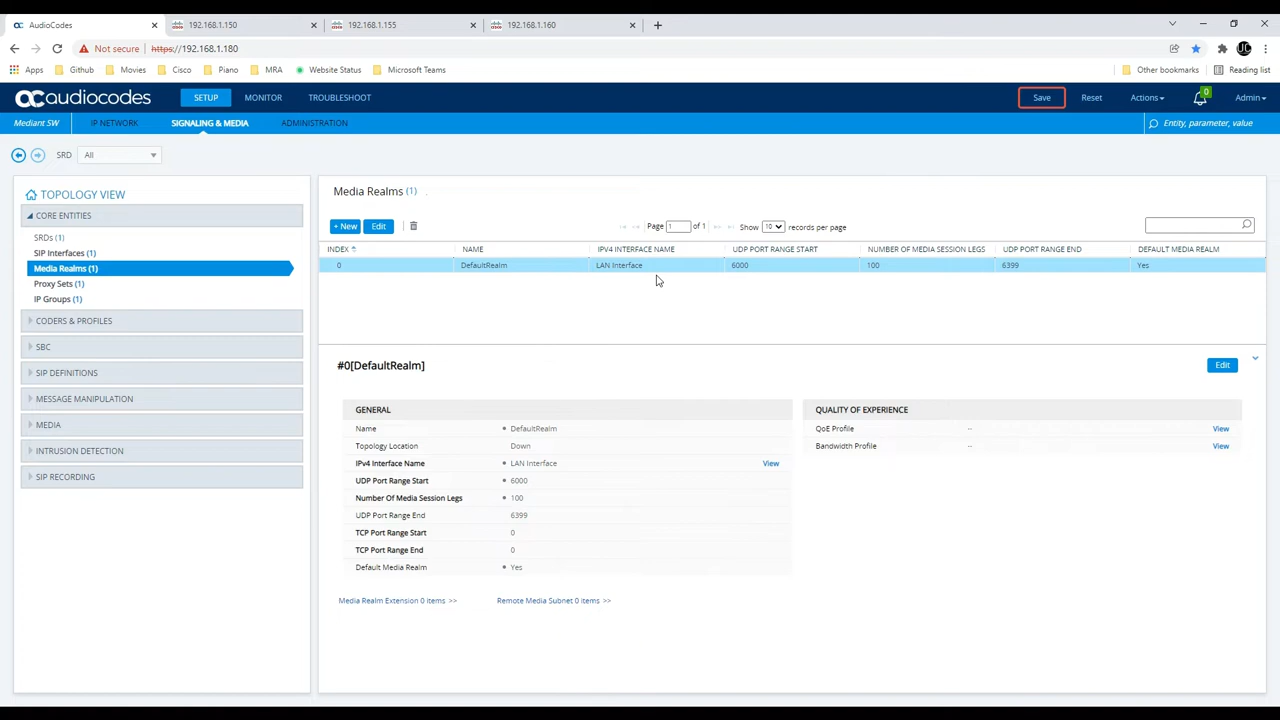 AudioCodes 192.168.1.150 192.168.1.155 192.168.1.160
Not secure https://192.168.1.180
Apps Github Movies Cisco Piano MRA Website Status Microsoft Teams Other bookmarks Reading list
audiocodes SETUP MONITOR TROUBLESHOOT Save Reset Actions 0 Admin
Mediant SW IP NETWORK SIGNALING & MEDIA ADMINISTRATION Entity, parameter, value
SRD All
TOPOLOGY VIEW
CORE ENTITIES
SRDs (1)
SIP Interfaces (1)
Media Realms (1)
Proxy Sets (1)
IP Groups (1)
CODERS & PROFILES
SBC
SIP DEFINITIONS
MESSAGE MANIPULATION
MEDIA
INTRUSION DETECTION
SIP RECORDING
Media Realms (1)
+ New Edit Page 1 of 1 Show 10 records per page
INDEX NAME IPV4 INTERFACE NAME UDP PORT RANGE START NUMBER OF MEDIA SESSION LEGS UDP PORT RANGE END DEFAULT MEDIA REALM
0 DefaultRealm LAN Interface 6000 100 6399 Yes
#0[DefaultRealm] Edit
GENERAL
Name • DefaultRealm
Topology Location Down
IPv4 Interface Name • LAN Interface View
UDP Port Range Start • 6000
Number Of Media Session Legs • 100
UDP Port Range End 6399
TCP Port Range Start 0
TCP Port Range End 0
Default Media Realm • Yes
QUALITY OF EXPERIENCE
QoE Profile -- View
Bandwidth Profile -- View
Media Realm Extension 0 items >> Remote Media Subnet 0 items >>